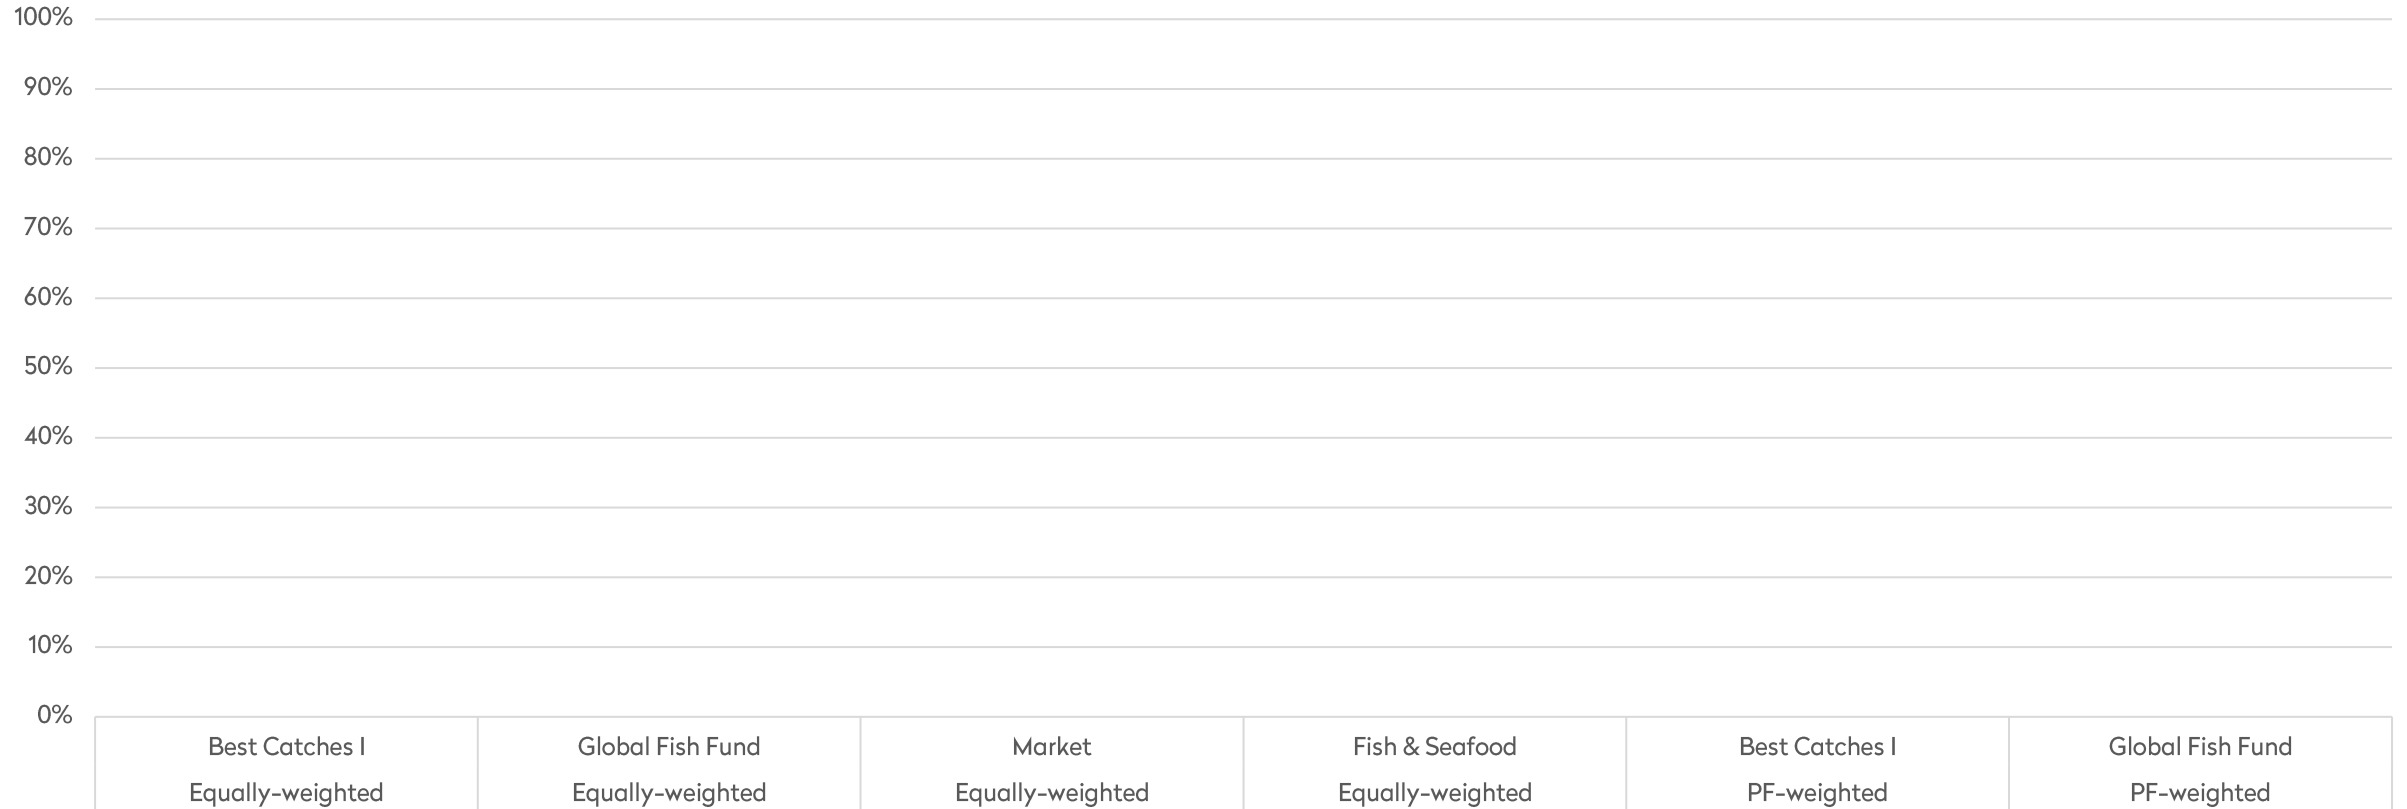 100%
90%
80%
70%
60%
50%
40%
30%
20%
10%
0%
Best Catches I
Equally-weighted
Global Fish Fund
Equally-weighted
Market
Equally-weighted
Fish & Seafood
Equally-weighted
Best Catches I
PF-weighted
Global Fish Fund
PF-weighted